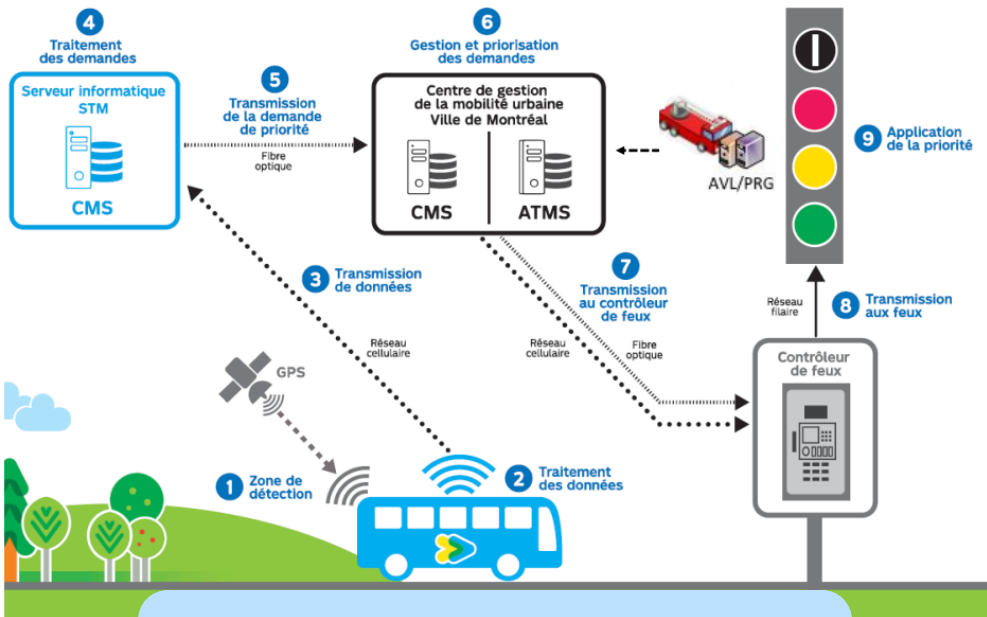 4
Traitement
des demandes
Serveur informatique
STM
CMS
5
Transmission
de la demande
de priorité
Fibre
optique
6
Gestion et priorisation
des demandes
Centre de gestion
de la mobilité urbaine
Ville de Montréal
CMS
ATMS
AVL/PRG
9
Application
de la priorité
3
Transmission
de données
Réseau
cellulaire
7
Transmission
au contrôleur
de feux
Réseau
cellulaire
Fibre
optique
Réseau
filaire
8
Transmission
aux feux
Contrôleur
de feux
GPS
1
Zone de
détection
2
Traitement
des données